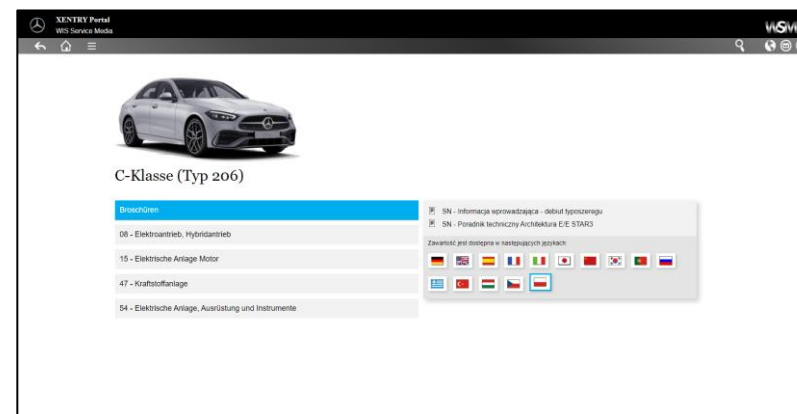 XENTRY Portal
WIS Service Media
C-Klasse (Typ 206)
Broschüren
08 - Elektroantrieb, Hybridantrieb
15 - Elektrische Anlage Motor
47 - Kraftstoffanlage
54 - Elektrische Anlage, Ausrüstung und Instrumente
SN - Informacja wprowadzająca - debiut typoszeregu
SN - Poradnik techniczny Architektura E/E STAR3
Zawartość jest dostępna w następujących językach